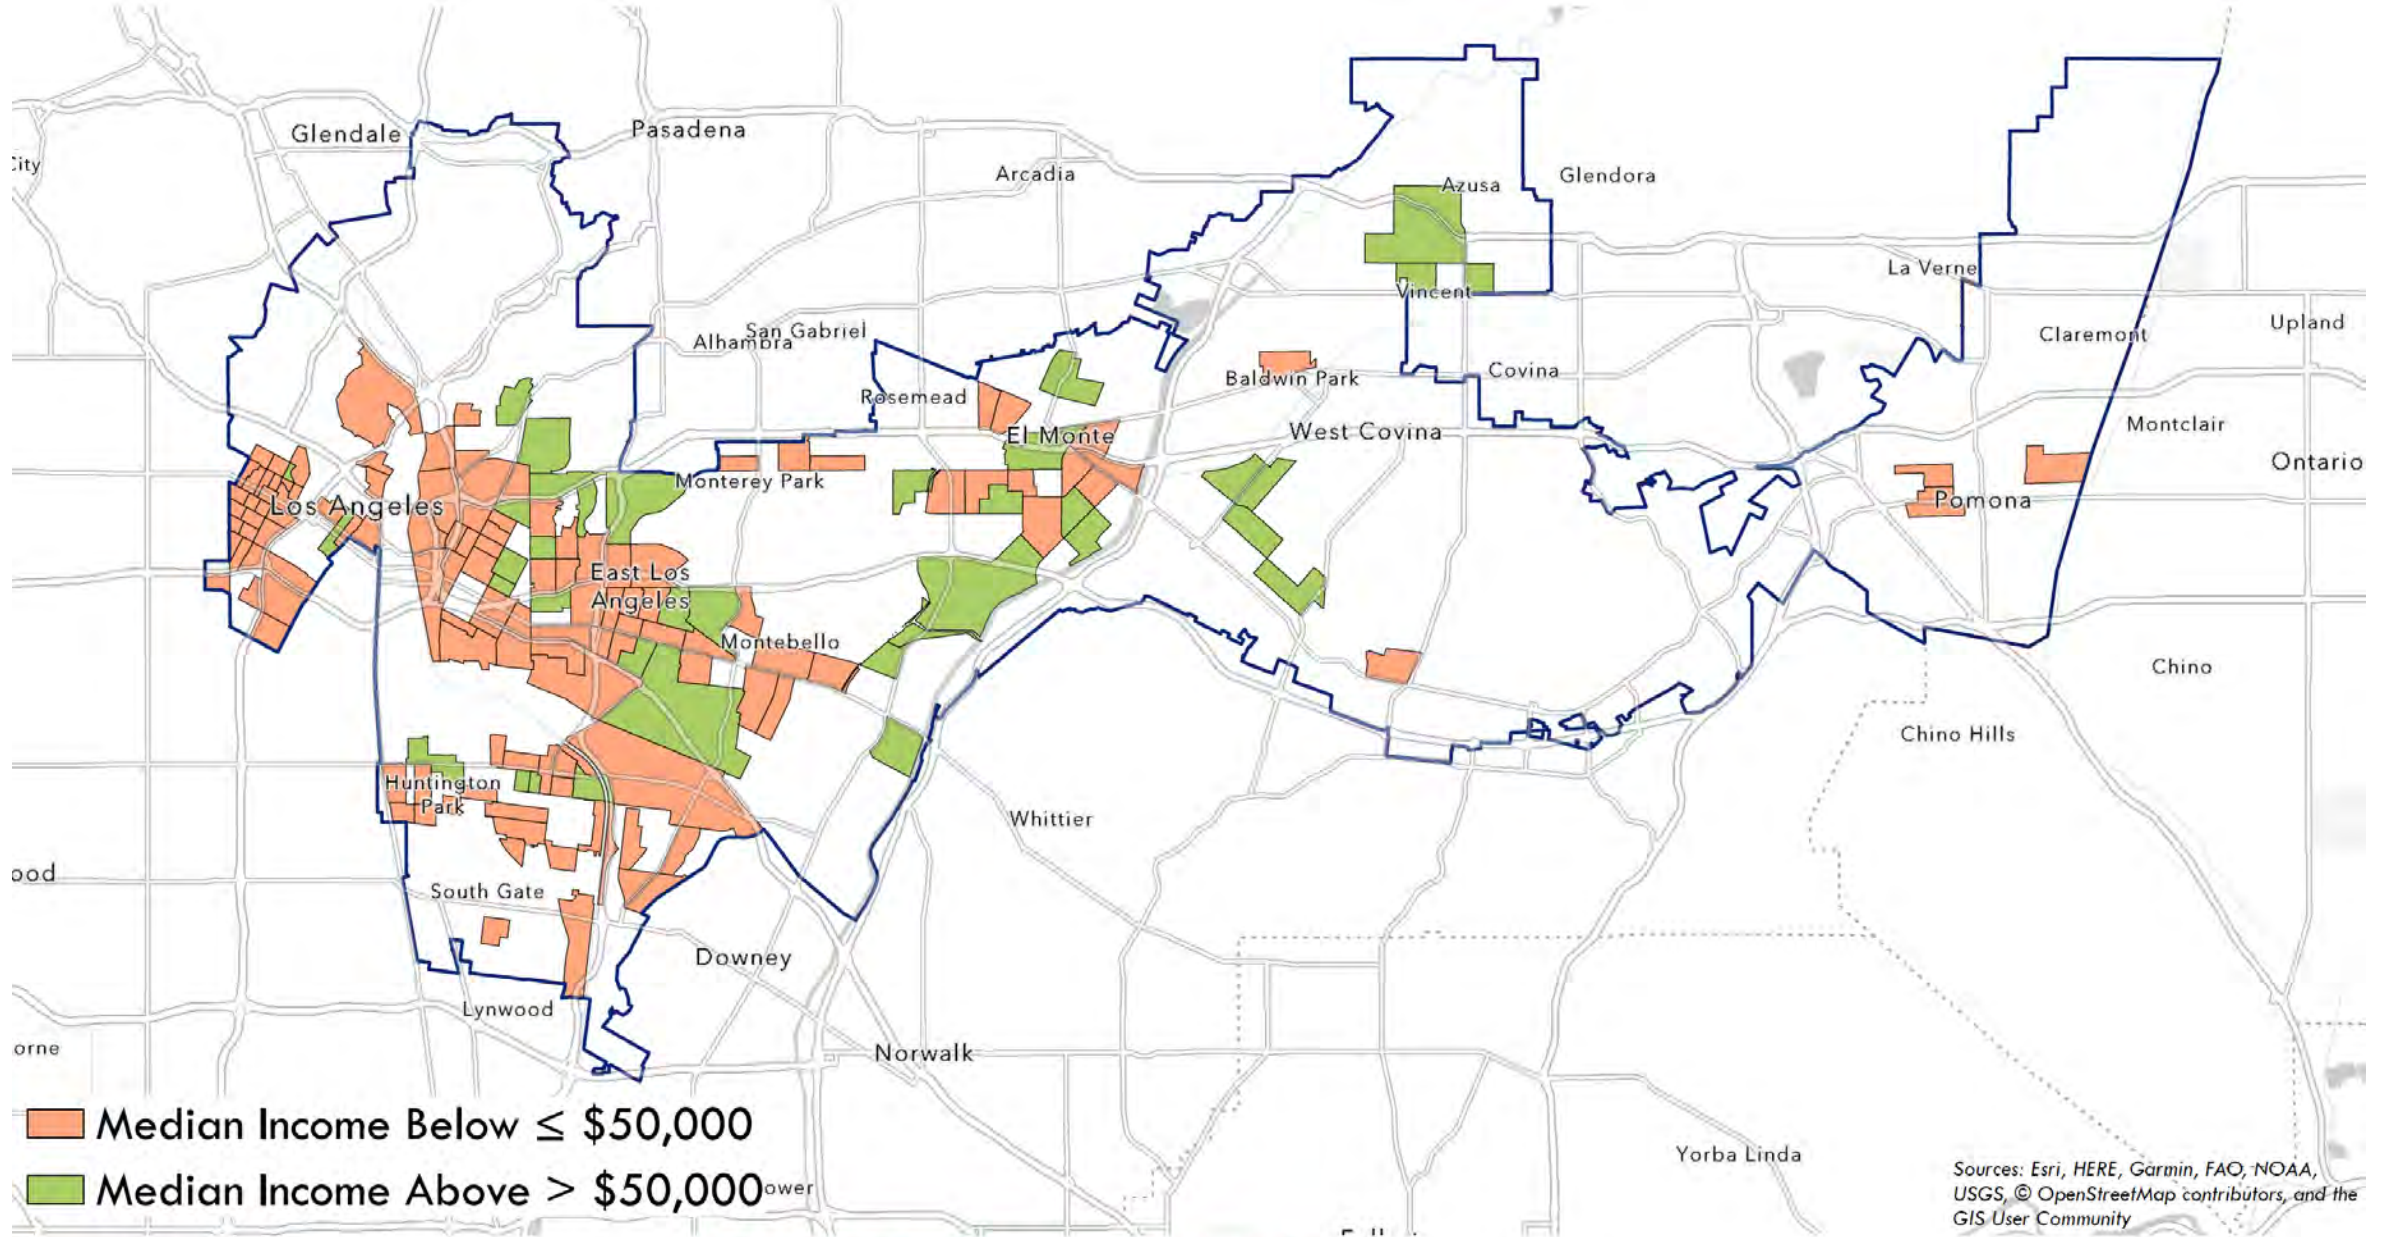 Glendale
Pasadena
City
Arcadia
Azusa
Glendora
Vincent
La Verne
San Gabriel
Alhambra
Claremont
Upland
Rosemead
Baldwin Park
Covina
El Monte
West Covina
Montclair
Ontario
Monterey Park
Los Angeles
Pomona
East Los
Angeles
Montebello
Chino
Chino Hills
Huntington
Park
Whittier
ood
South Gate
Downey
Lynwood
orne
Norwalk
Median Income Below ≤ $50,000
Yorba Linda
Median Income Above > $50,000
ower
Sources: Esri, HERE, Garmin, FAO, NOAA,
USGS, © OpenStreetMap contributors, and the
GIS User Community